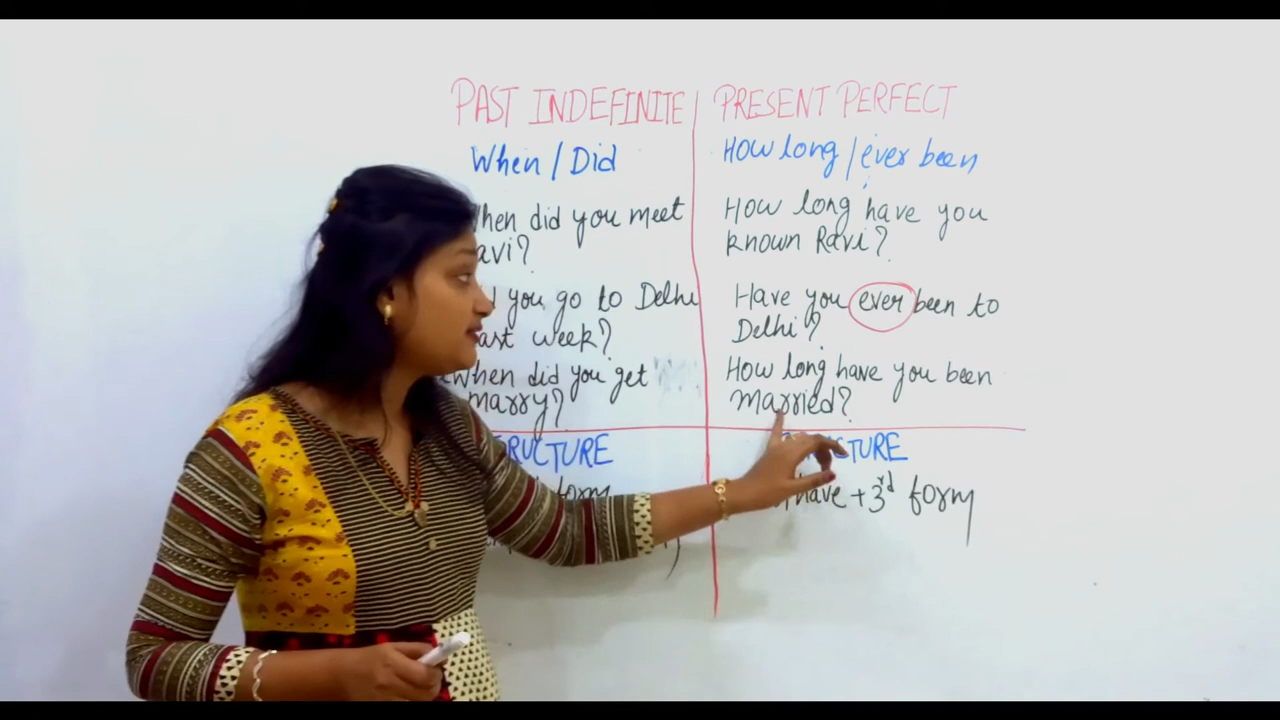 PAST INDEFINITE
When / Did
hen did you meet
avi?
you go to Delhi
ast week?
When did you get
marry?
RUCTURE
form
PRESENT PERFECT
How long / ever been
How long have you
known Ravi?
Have you ever been to
Delhi?
How long have you been
Married?
CTURE
have + 3rd form